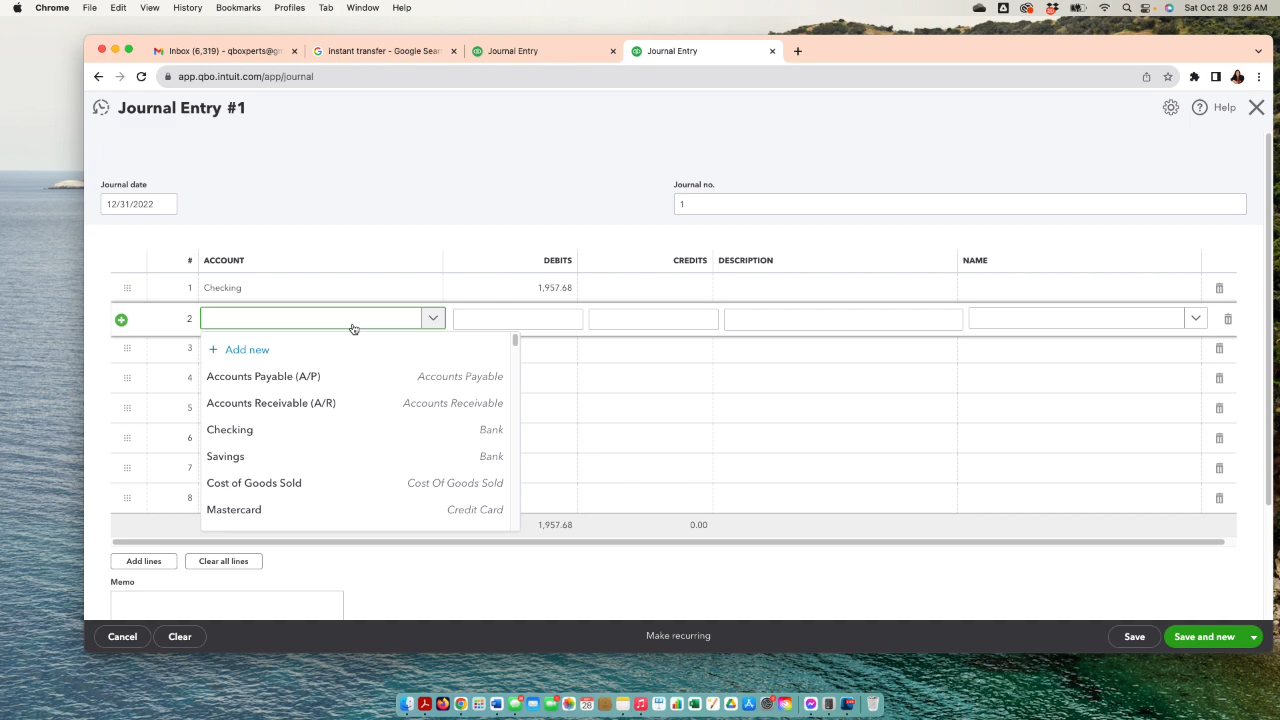 Chrome File Edit View History Bookmarks Profiles Tab Window Help Sat Oct 28 9:26 AM
Inbox (6,319) - qboxperts@gm instant transfer - Google Sear Journal Entry Journal Entry
app.qbo.intuit.com/app/journal
Journal Entry #1 Help
Journal date Journal no.
12/31/2022 1
# ACCOUNT DEBITS CREDITS DESCRIPTION NAME
1 Checking 1,957.68
2
+ Add new
3
Accounts Payable (A/P) Accounts Payable
4
Accounts Receivable (A/R) Accounts Receivable
5
Checking Bank
6
Savings Bank
7
Cost of Goods Sold Cost Of Goods Sold
8
Mastercard Credit Card
1,957.68 0.00
Add lines Clear all lines
Memo
Cancel Clear Make recurring Save Save and new